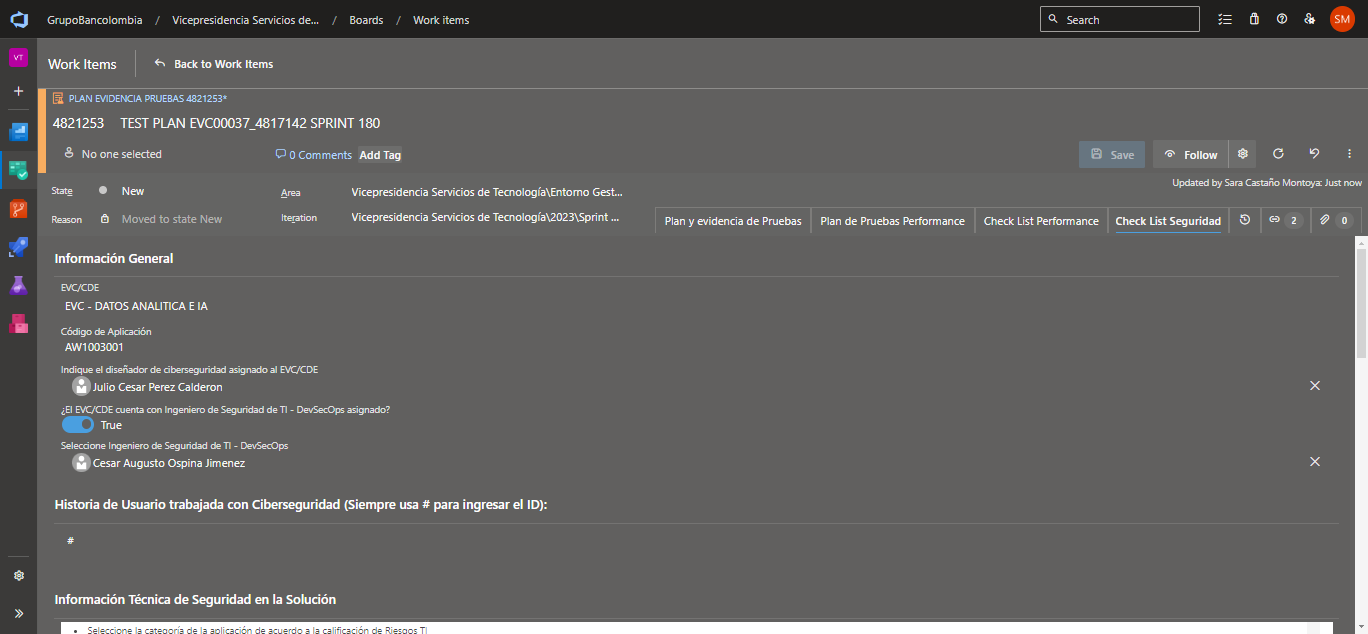 GrupoBancolombia / Vicepresidencia Servicios de... / Boards / Work items
Search
SM
VT
Work Items
Back to Work Items
PLAN EVIDENCIA PRUEBAS 4821253*
4821253 TEST PLAN EVC00037_4817142 SPRINT 180
No one selected
0 Comments
Add Tag
Save
Follow
State
New
Area
Vicepresidencia Servicios de Tecnología\Entorno Gest...
Updated by Sara Castaño Montoya: Just now
Reason
Moved to state New
Iteration
Vicepresidencia Servicios de Tecnología\2023\Sprint ...
Plan y evidencia de Pruebas
Plan de Pruebas Performance
Check List Performance
Check List Seguridad
2
0
Información General
EVC/CDE
EVC - DATOS ANALITICA E IA
Código de Aplicación
AW1003001
Indique el diseñador de ciberseguridad asignado al EVC/CDE
Julio Cesar Perez Calderon
¿El EVC/CDE cuenta con Ingeniero de Seguridad de TI - DevSecOps asignado?
True
Seleccione Ingeniero de Seguridad de TI - DevSecOps
Cesar Augusto Ospina Jimenez
Historia de Usuario trabajada con Ciberseguridad (Siempre usa # para ingresar el ID):
#
Información Técnica de Seguridad en la Solución
• Seleccione la categoría de la aplicación de acuerdo a la calificación de Riesgos TI